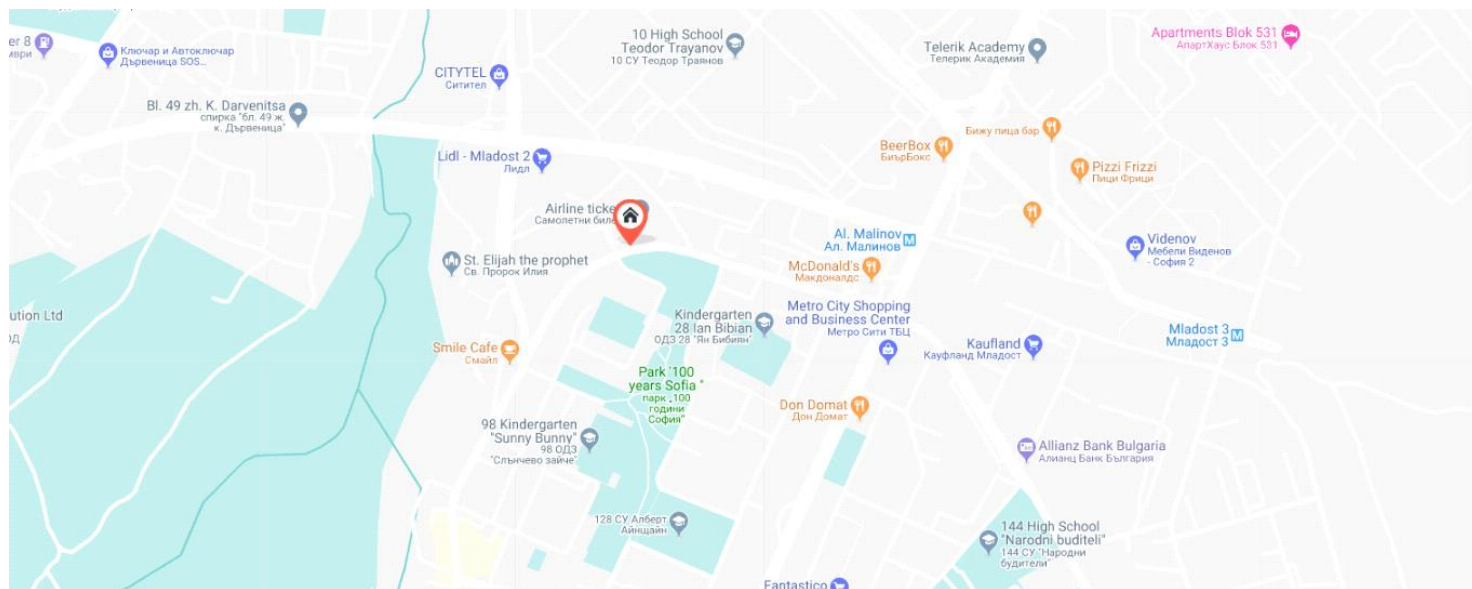 10 High School
Teodor Trayanov
10 СУ Теодор Траянов
Apartments Blok 531
АпартХаус Блок 531
er 8
мври
Ключар и Автоключар
Дървеница SOS...
Telerik Academy
Телерик Академия
CITYTEL
Ситител
Bl. 49 zh. K. Darvenitsa
спирка "бл. 49 ж.
к. Дървеница"
Бижу пица бар
BeerBox
БиърБокс
Lidl - Mladost 2
Лидл
Pizzi Frizzi
Пици Фрици
Airline ticke
Самолетни биле
Al. Malinov
Ал. Малинов
M
Videnov
Мебели Виденов
- София 2
St. Elijah the prophet
Св. Пророк Илия
McDonald's
Макдоналдс
Metro City Shopping
and Business Center
Метро Сити ТБЦ
Kindergarten
28 Ian Bibian
ОДЗ 28 "Ян Бибиян"
ution Ltd
ОД
Mladost 3
Младост 3
M
Smile Cafe
Смайл
Kaufland
Кауфланд Младост
Park '100
years Sofia "
парк „100
години
София"
Don Domat
Дон Домат
98 Kindergarten
"Sunny Bunny"
98 ОДЗ
"Слънчево зайче"
Allianz Bank Bulgaria
Алианц Банк България
128 СУ Алберт
Айнщайн
144 High School
"Narodni buditeli"
144 СУ "Народни
будители"
Fantastico